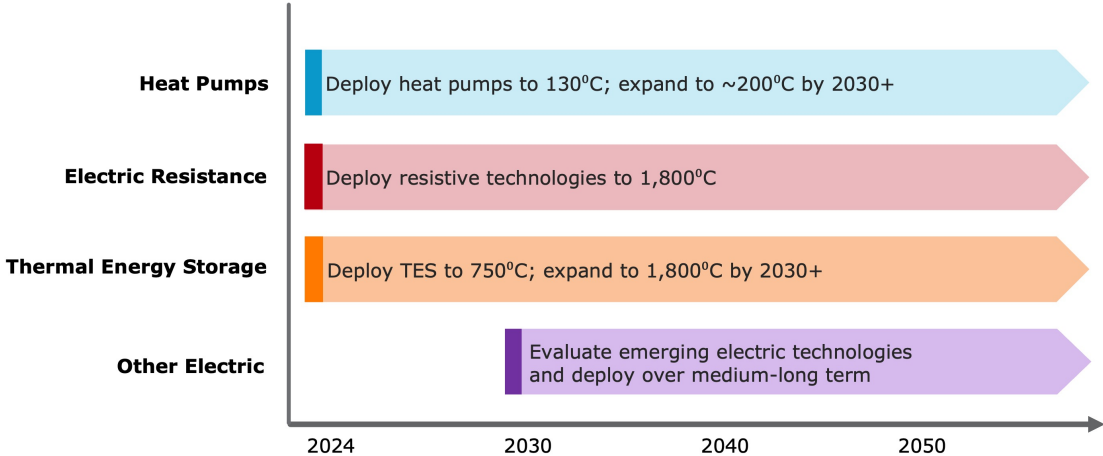 Heat Pumps
Deploy heat pumps to 130⁰C; expand to ~200⁰C by 2030+
Electric Resistance
Deploy resistive technologies to 1,800⁰C
Thermal Energy Storage
Deploy TES to 750⁰C; expand to 1,800⁰C by 2030+
Other Electric
Evaluate emerging electric technologies
and deploy over medium-long term
2024 2030 2040 2050